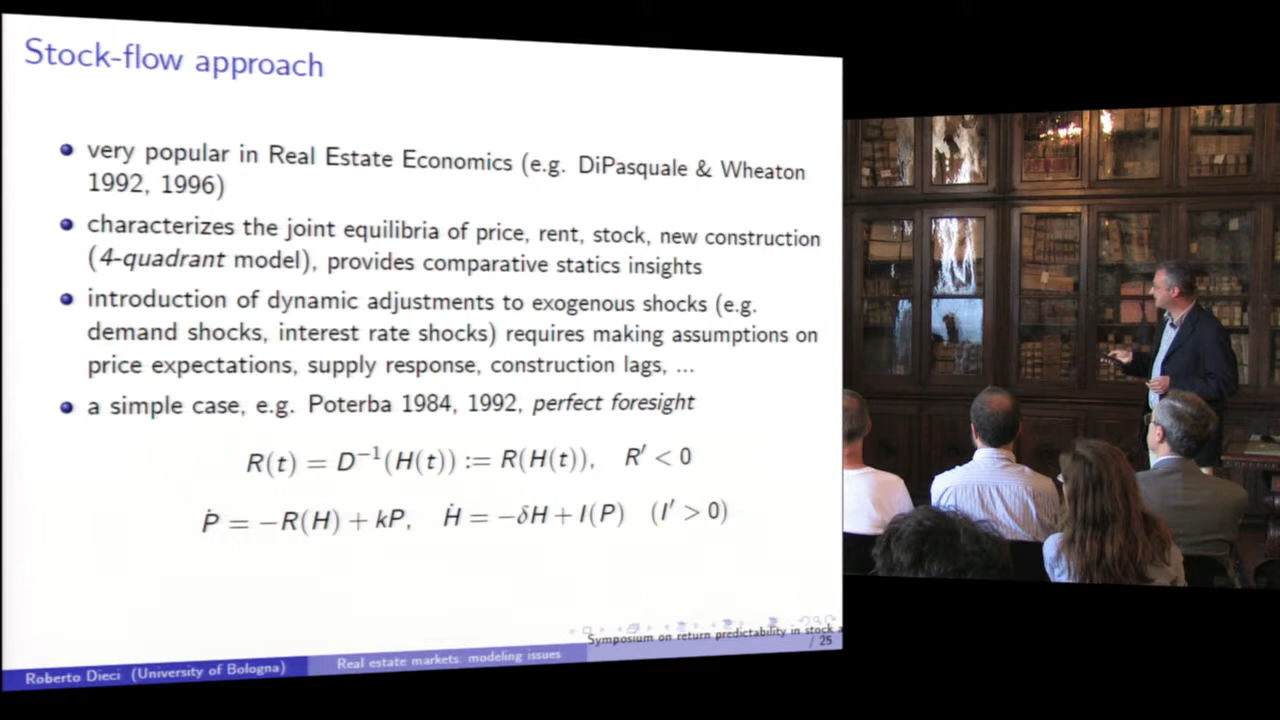 Stock-flow approach
very popular in Real Estate Economics (e.g. DiPasquale & Wheaton
1992, 1996)
characterizes the joint equilibria of price, rent, stock, new construction
(4-quadrant model), provides comparative statics insights
introduction of dynamic adjustments to exogenous shocks (e.g.
demand shocks, interest rate shocks) requires making assumptions on
price expectations, supply response, construction lags, ...
a simple case, e.g. Poterba 1984, 1992, perfect foresight
R(t) = D⁻¹(H(t)) := R(H(t)), R′ < 0
Ṗ = −R(H) + kP, Ḣ = −δH + I(P) (I′ > 0)
Symposium on return predictability in stock a
/ 25
Roberto Dieci (University of Bologna) Real estate markets: modeling issues